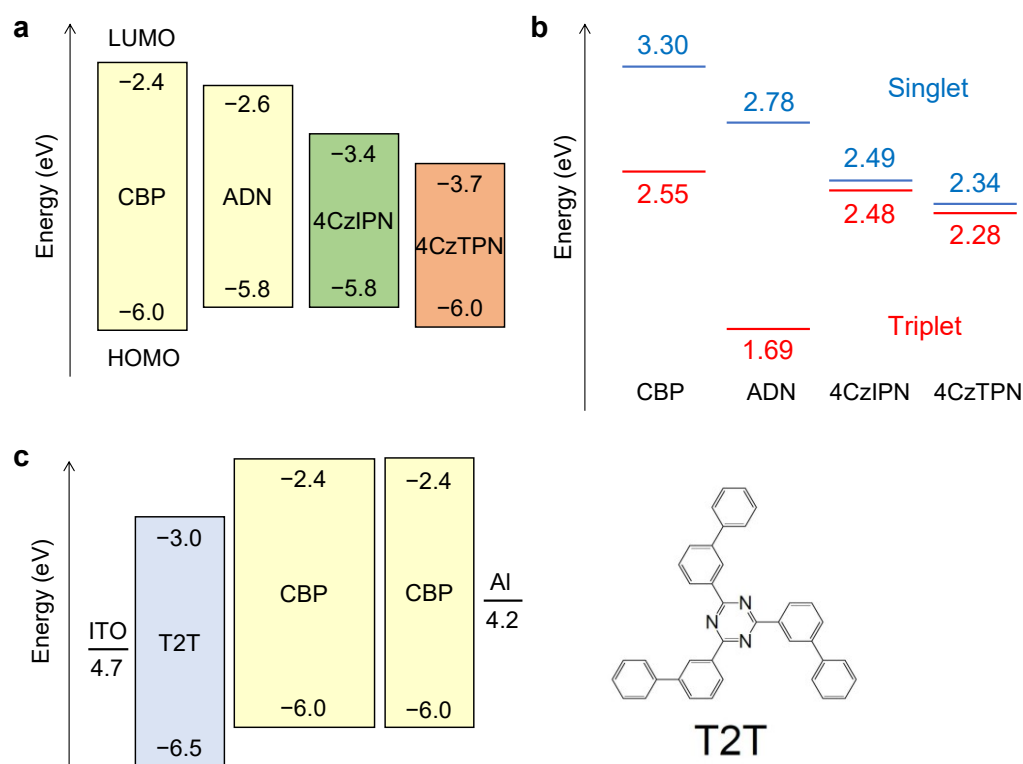 a
LUMO
−2.4
CBP
−6.0
HOMO
−2.6
ADN
−5.8
−3.4
4CzIPN
−5.8
−3.7
4CzTPN
−6.0
Energy (eV)
b
3.30
2.55
2.78
1.69
Singlet
2.49
2.48
2.34
2.28
Triplet
CBP
ADN
4CzIPN
4CzTPN
Energy (eV)
c
Energy (eV)
ITO
4.7
−3.0
T2T
−6.5
−2.4
CBP
−6.0
−2.4
CBP
−6.0
Al
4.2
N
N
N
T2T